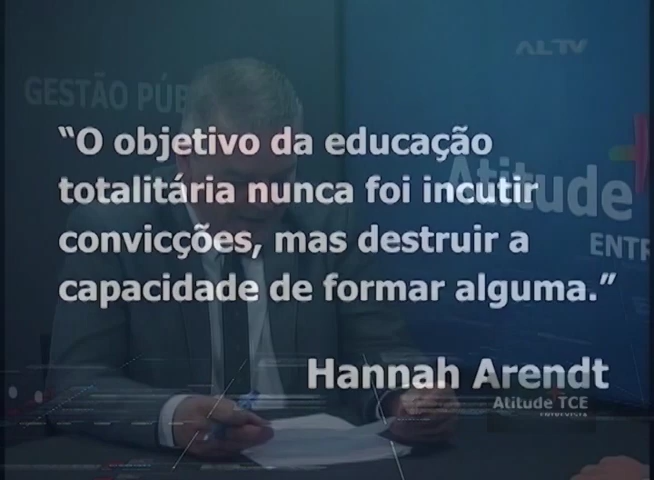 ALTV
GESTÃO PÚB
"O objetivo da educação
totalitária nunca foi incutir
convicções, mas destruir a
capacidade de formar alguma."
Atitude
ENTR
Hannah Arendt
Atitude TCE
ENTREVISTA